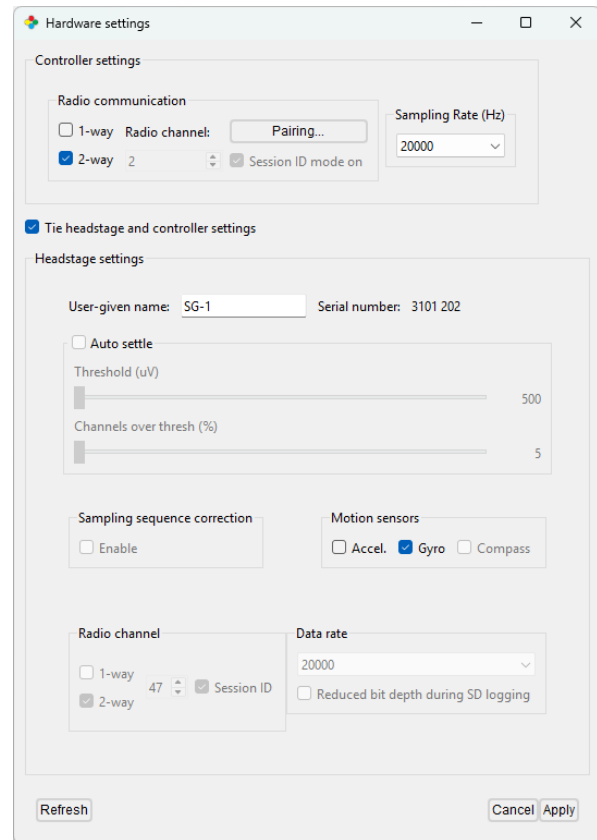 Hardware settings
Controller settings
Radio communication
1-way Radio channel: Pairing...
2-way 2 Session ID mode on
Sampling Rate (Hz)
20000
Tie headstage and controller settings
Headstage settings
User-given name: SG-1 Serial number: 3101 202
Auto settle
Threshold (uV)
500
Channels over thresh (%)
5
Sampling sequence correction
Enable
Motion sensors
Accel. Gyro Compass
Radio channel
1-way
2-way
47 Session ID
Data rate
20000
Reduced bit depth during SD logging
Refresh Cancel Apply